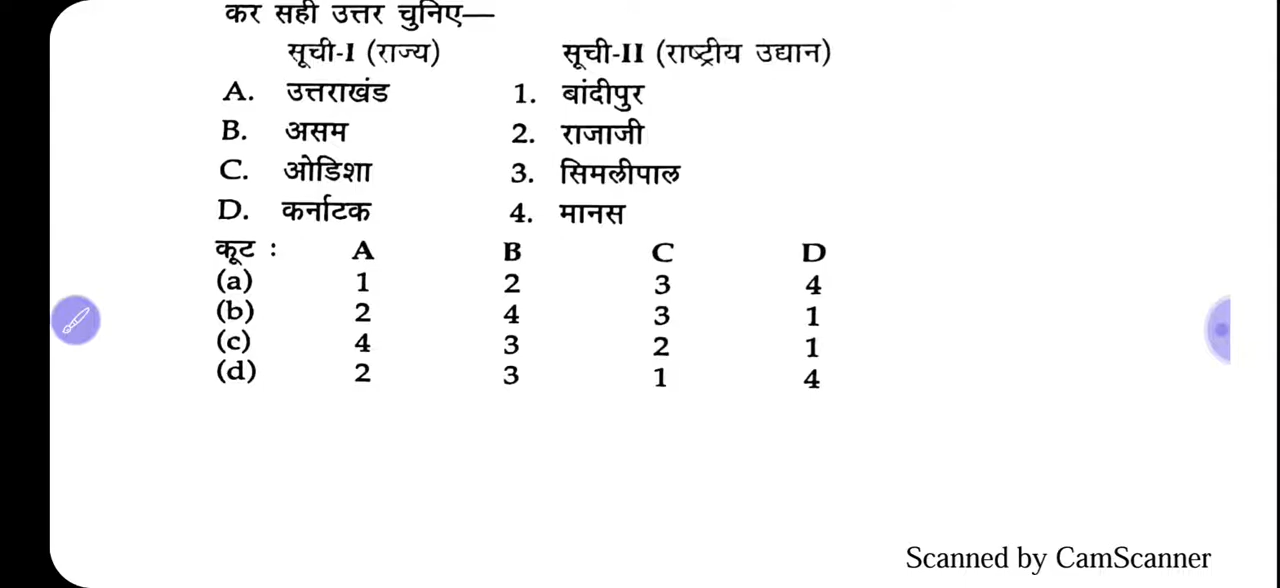 कर सही उत्तर चुनिए—
सूची-I (राज्य) सूची-II (राष्ट्रीय उद्यान)
A. उत्तराखंड 1. बांदीपुर
B. असम 2. राजाजी
C. ओडिशा 3. सिमलीपाल
D. कर्नाटक 4. मानस
कूट : A B C D
(a) 1 2 3 4
(b) 2 4 3 1
(c) 4 3 2 1
(d) 2 3 1 4
Scanned by CamScanner